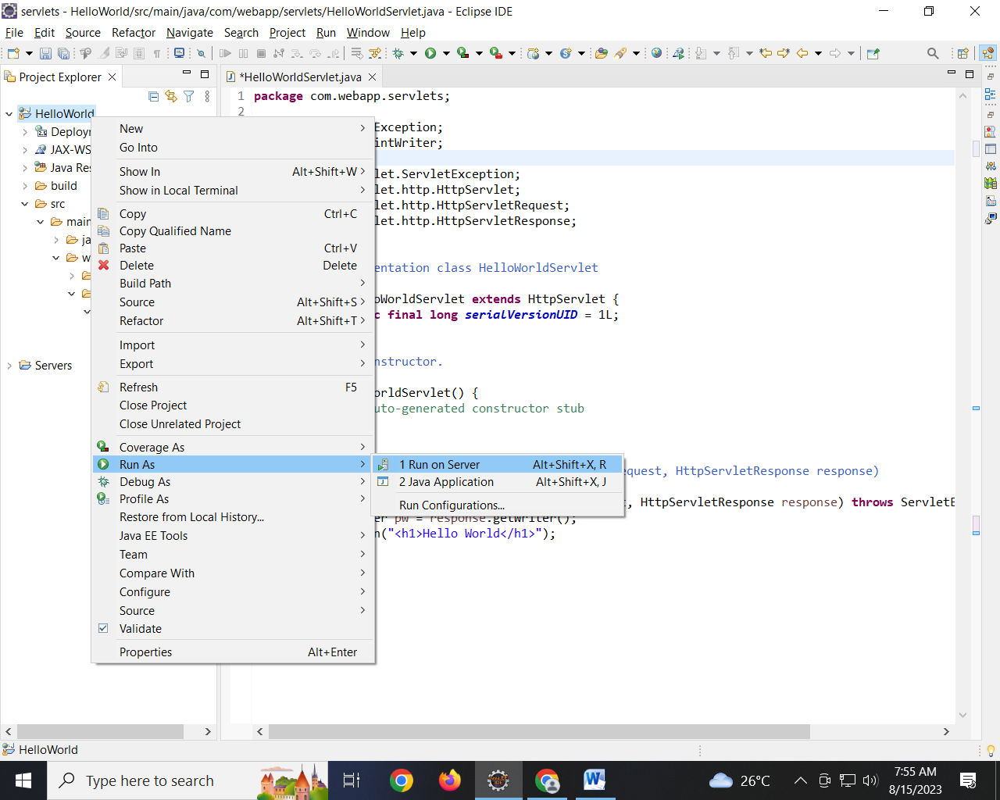 servlets - HelloWorld/src/main/java/com/webapp/servlets/HelloWorldServlet.java - Eclipse IDE
File Edit Source Refactor Navigate Search Project Run Window Help
Project Explorer
*HelloWorldServlet.java
HelloWorld
Deployr
JAX-WS
Java Res
build
src
main
ja
w
Servers
1 package com.webapp.servlets;
2
Exception;
intWriter;
let.ServletException;
let.http.HttpServlet;
let.http.HttpServletRequest;
let.http.HttpServletResponse;
entation class HelloWorldServlet
oWorldServlet extends HttpServlet {
c final long serialVersionUID = 1L;
nstructor.
orldServlet() {
uto-generated constructor stub
equest, HttpServletResponse response)
, HttpServletResponse response) throws ServletE
er pw = response.getWriter();
n("<h1>Hello World</h1>");
New
Go Into
Show In Alt+Shift+W
Show in Local Terminal
Copy Ctrl+C
Copy Qualified Name
Paste Ctrl+V
Delete Delete
Build Path
Source Alt+Shift+S
Refactor Alt+Shift+T
Import
Export
Refresh F5
Close Project
Close Unrelated Project
Coverage As
Run As
Debug As
Profile As
Restore from Local History...
Java EE Tools
Team
Compare With
Configure
Source
Validate
Properties Alt+Enter
1 Run on Server Alt+Shift+X, R
2 Java Application Alt+Shift+X, J
Run Configurations...
HelloWorld
Type here to search
Java EE
IDE
W
26°C
7:55 AM
8/15/2023